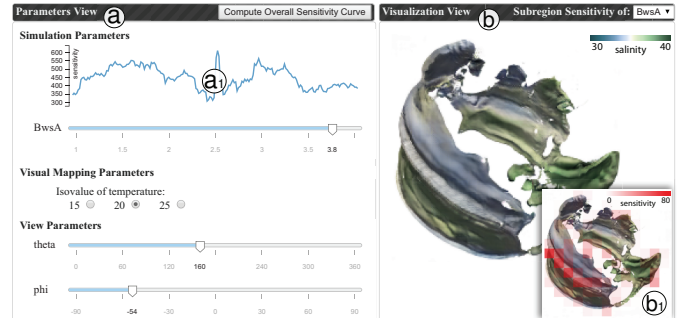 Parameters View
a
Compute Overall Sensitivity Curve
Simulation Parameters
600
550
500
450
400
350
300
sensitivity
a1
BwsA
1 1.5 2 2.5 3 3.5 3.8
Visual Mapping Parameters
Isovalue of temperature:
15 20 25
View Parameters
theta
0 60 120 160 240 300 360
phi
-90 -54 -30 0 30 60 90
Visualization View
b
Subregion Sensitivity of: BwsA
30 salinity 40
0 sensitivity 80
b1